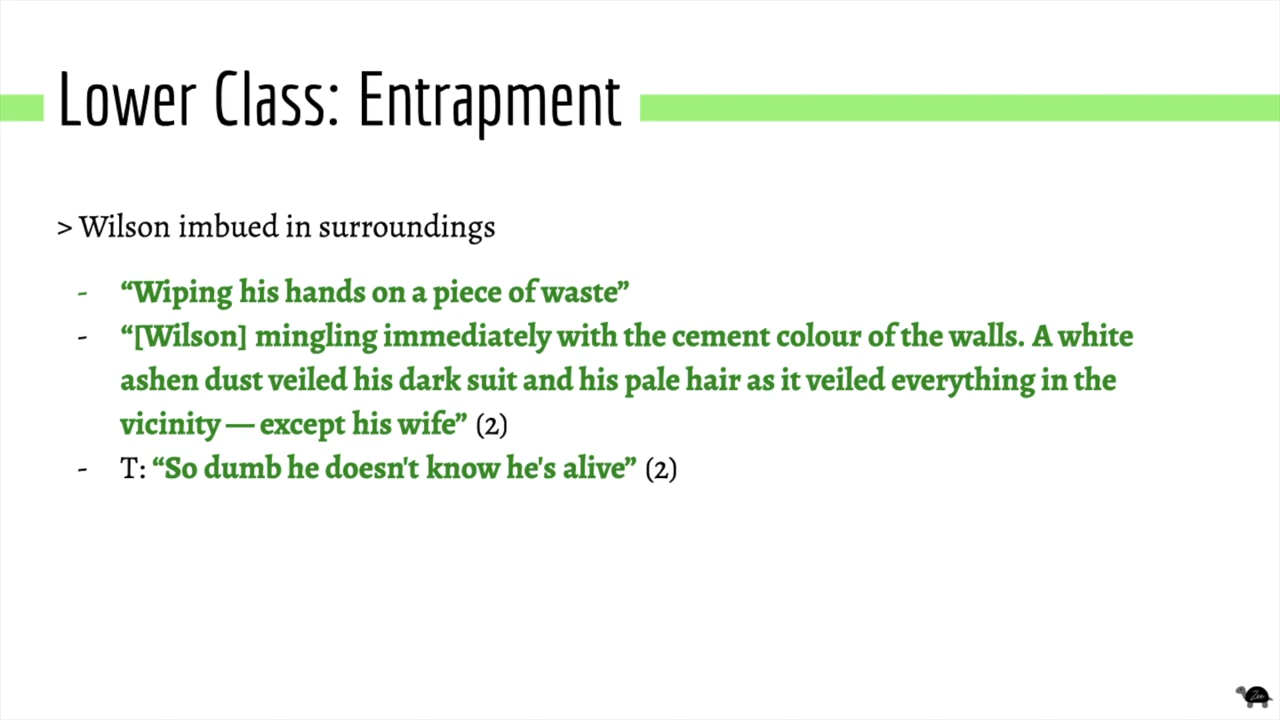 Lower Class: Entrapment
> Wilson imbued in surroundings
- “Wiping his hands on a piece of waste”
- “[Wilson] mingling immediately with the cement colour of the walls. A white
ashen dust veiled his dark suit and his pale hair as it veiled everything in the
vicinity — except his wife” (2)
- T: “So dumb he doesn't know he's alive” (2)